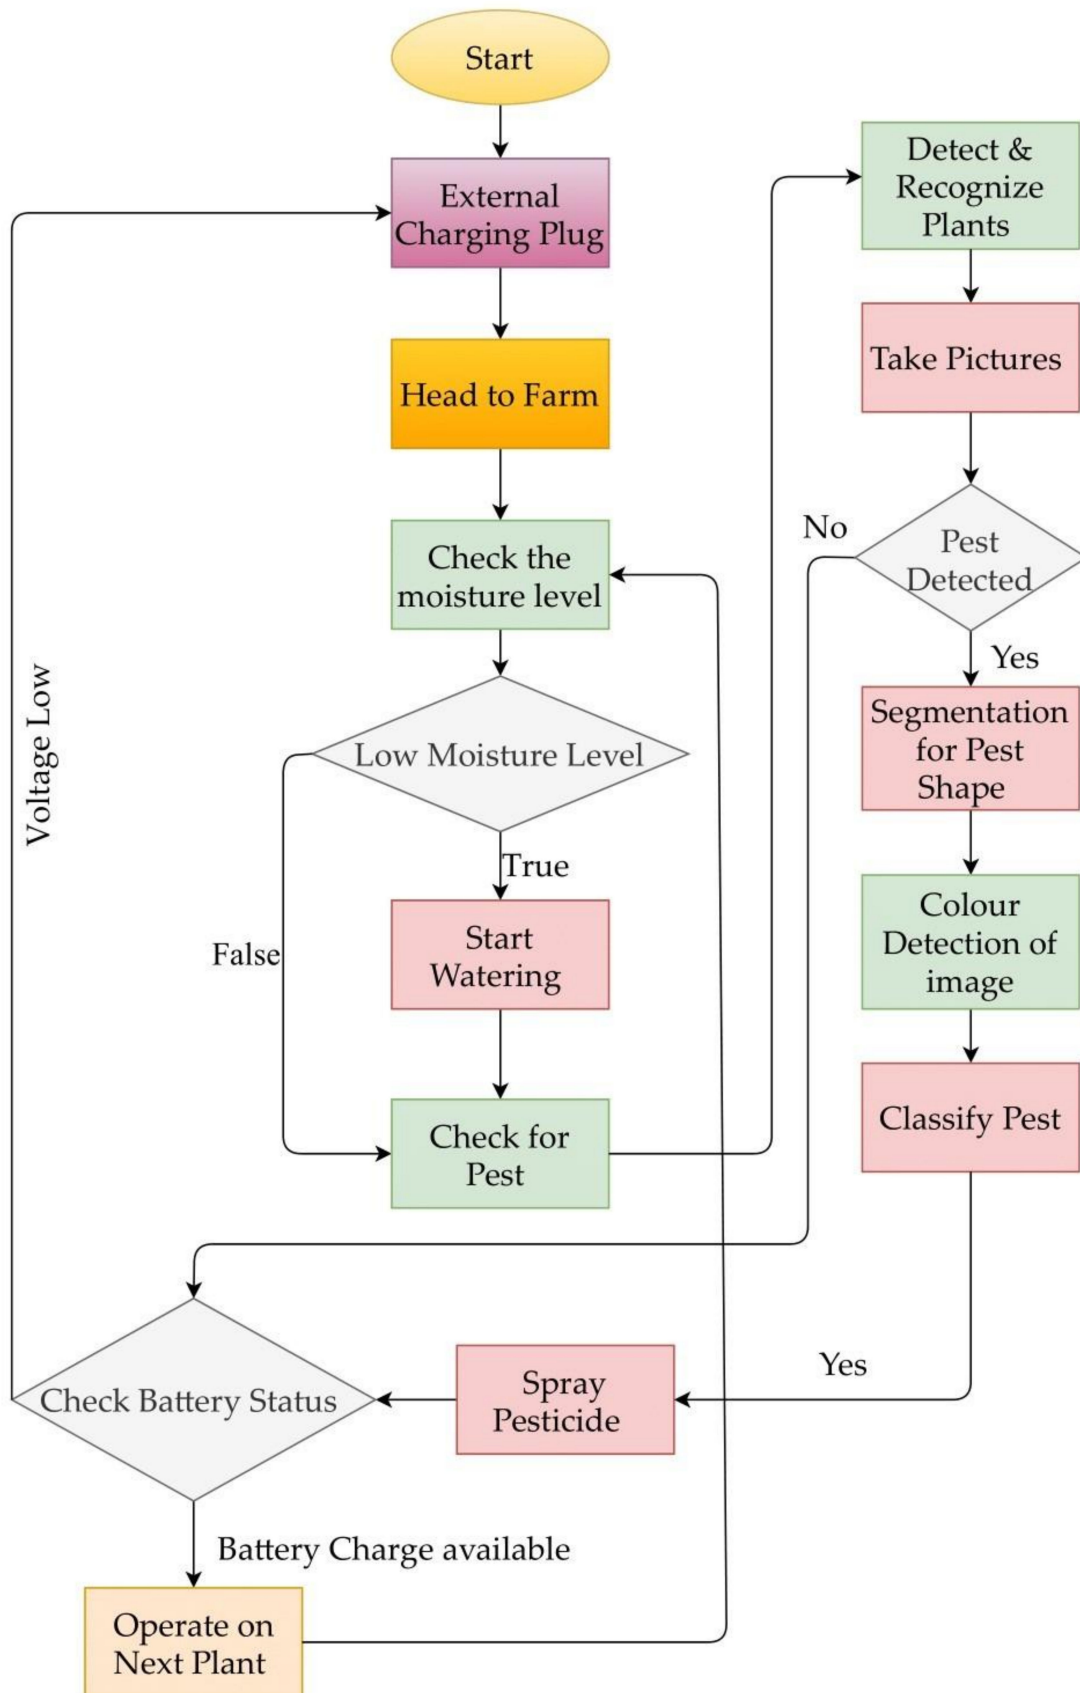 Start
External
Charging Plug
Head to Farm
Check the
moisture level
Low Moisture Level
True
False
Start
Watering
Check for
Pest
Detect &
Recognize
Plants
Take Pictures
Pest
Detected
No
Yes
Segmentation
for Pest
Shape
Colour
Detection of
image
Classify Pest
Yes
Spray
Pesticide
Check Battery Status
Voltage Low
Battery Charge available
Operate on
Next Plant